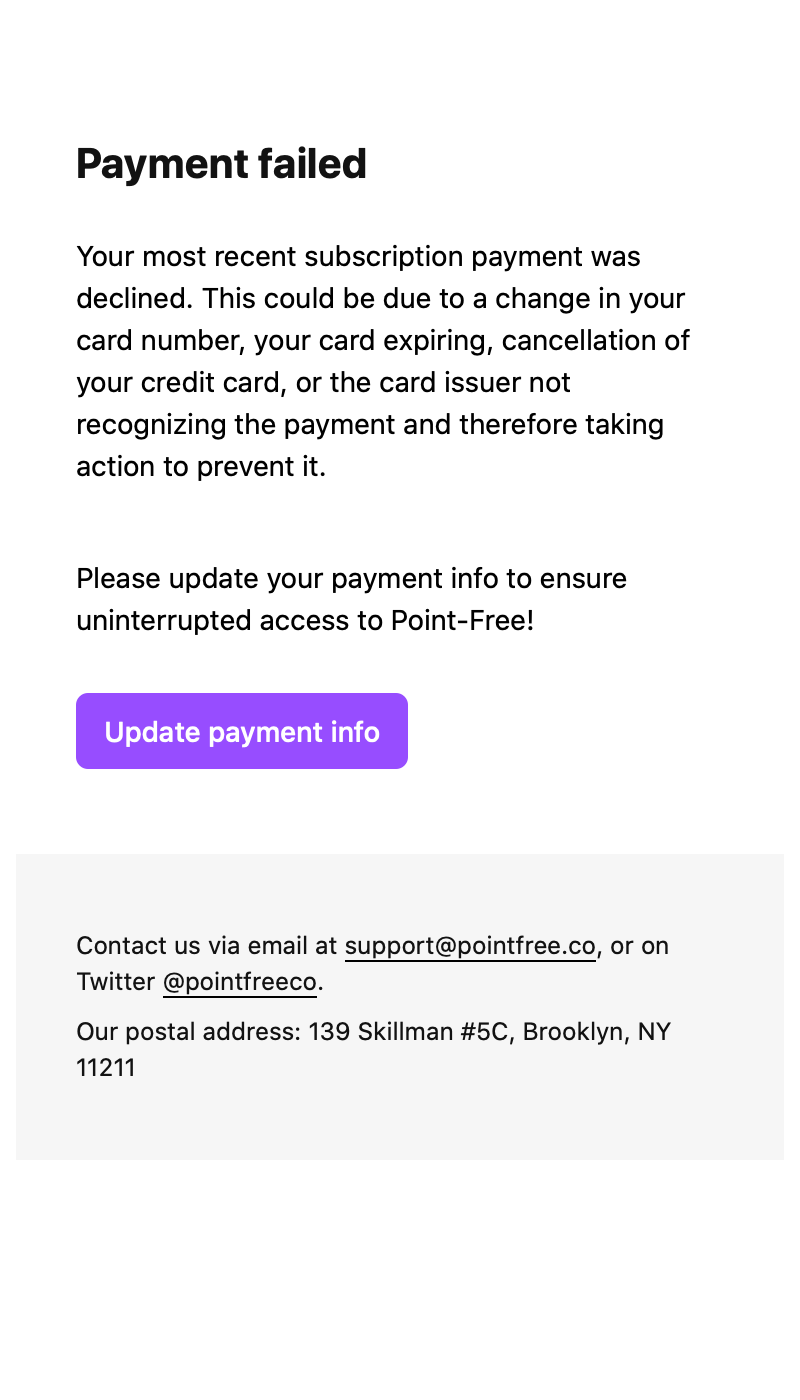 Payment failed
Your most recent subscription payment was
declined. This could be due to a change in your
card number, your card expiring, cancellation of
your credit card, or the card issuer not
recognizing the payment and therefore taking
action to prevent it.
Please update your payment info to ensure
uninterrupted access to Point-Free!
Update payment info
Contact us via email at support@pointfree.co, or on
Twitter @pointfreeco.
Our postal address: 139 Skillman #5C, Brooklyn, NY
11211